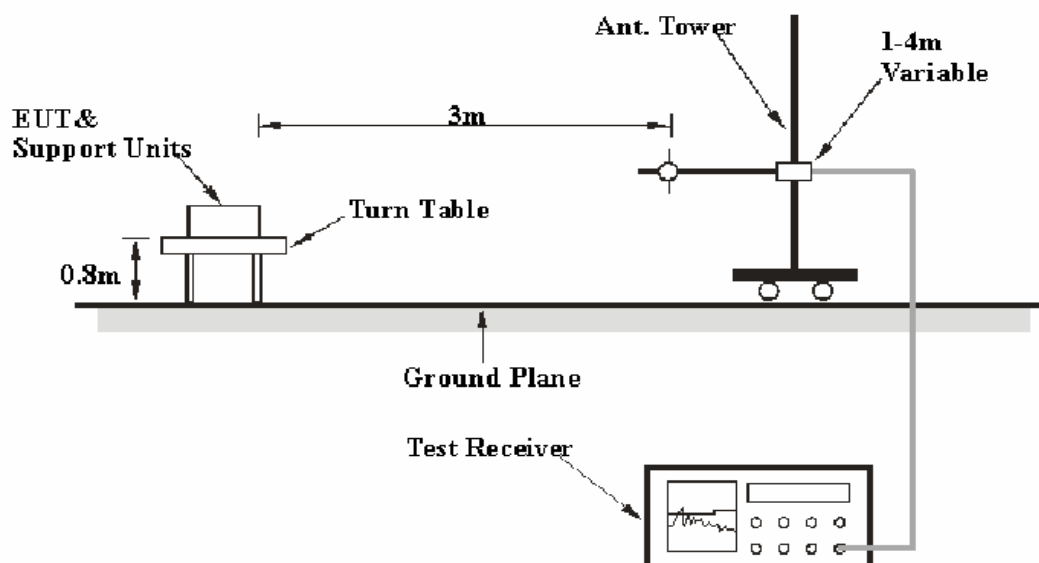 Ant. Tower
1-4m
Variable
3m
EUT&
Support Units
Turn Table
0.8m
Ground Plane
Test Receiver